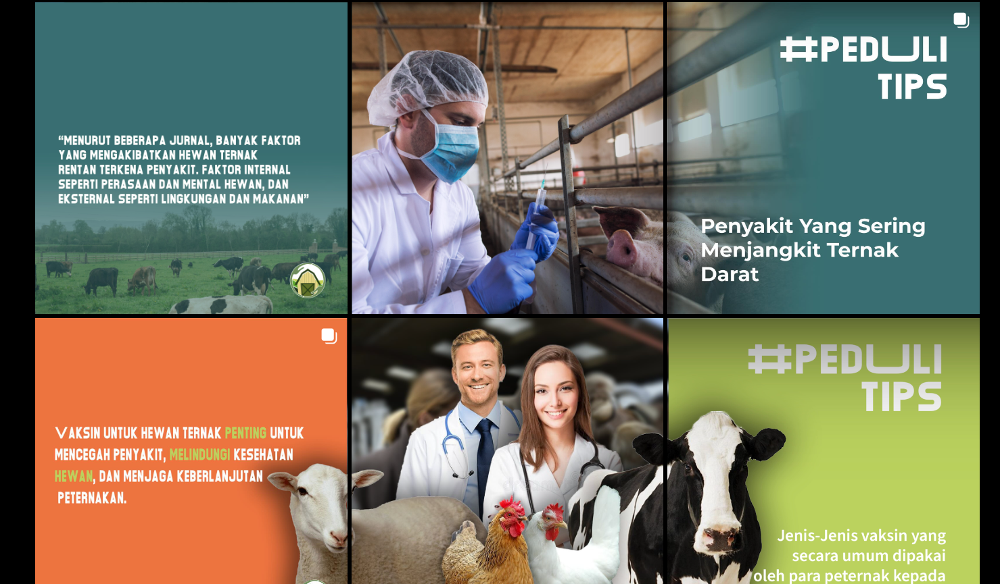 #PEDULI
TIPS
“MENURUT BEBERAPA JURNAL, BANYAK FAKTOR
YANG MENGAKIBATKAN HEWAN TERNAK
RENTAN TERKENA PENYAKIT. FAKTOR INTERNAL
SEPERTI PERASAAN DAN MENTAL HEWAN, DAN
EKSTERNAL SEPERTI LINGKUNGAN DAN MAKANAN”
Penyakit Yang Sering
Menjangkit Ternak
Darat
#PEDULI
TIPS
VAKSIN UNTUK HEWAN TERNAK PENTING UNTUK
MENCEGAH PENYAKIT, MELINDUNGI KESEHATAN
HEWAN, DAN MENJAGA KEBERLANJUTAN
PETERNAKAN.
Jenis-Jenis vaksin yang
secara umum dipakai
oleh para peternak kepada